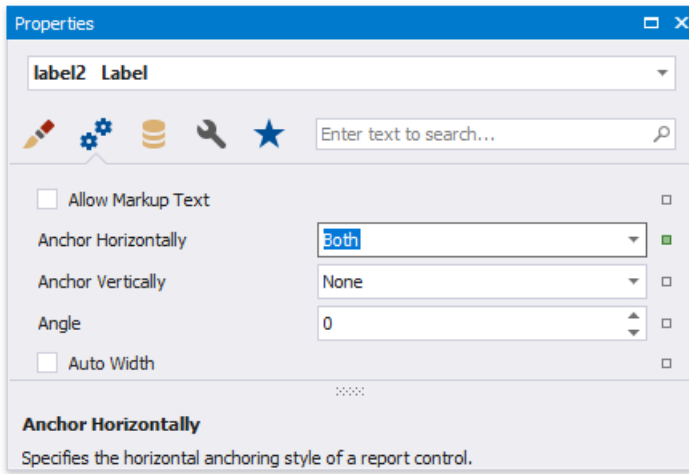 Properties
label2 Label
Enter text to search...
Allow Markup Text
Anchor Horizontally Both
Anchor Vertically None
Angle 0
Auto Width
Anchor Horizontally
Specifies the horizontal anchoring style of a report control.